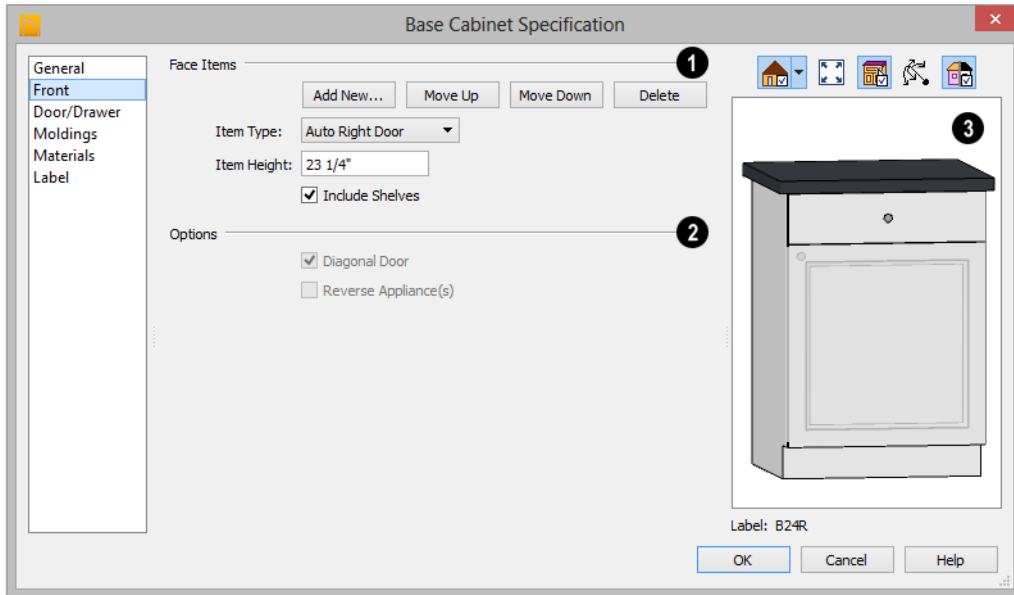 Base Cabinet Specification
General
Front
Door/Drawer
Moldings
Materials
Label
Face Items
1
Add New...
Move Up
Move Down
Delete
Item Type:
Auto Right Door
Item Height:
23 1/4"
Include Shelves
Options
2
Diagonal Door
Reverse Appliance(s)
3
Label: B24R
OK
Cancel
Help